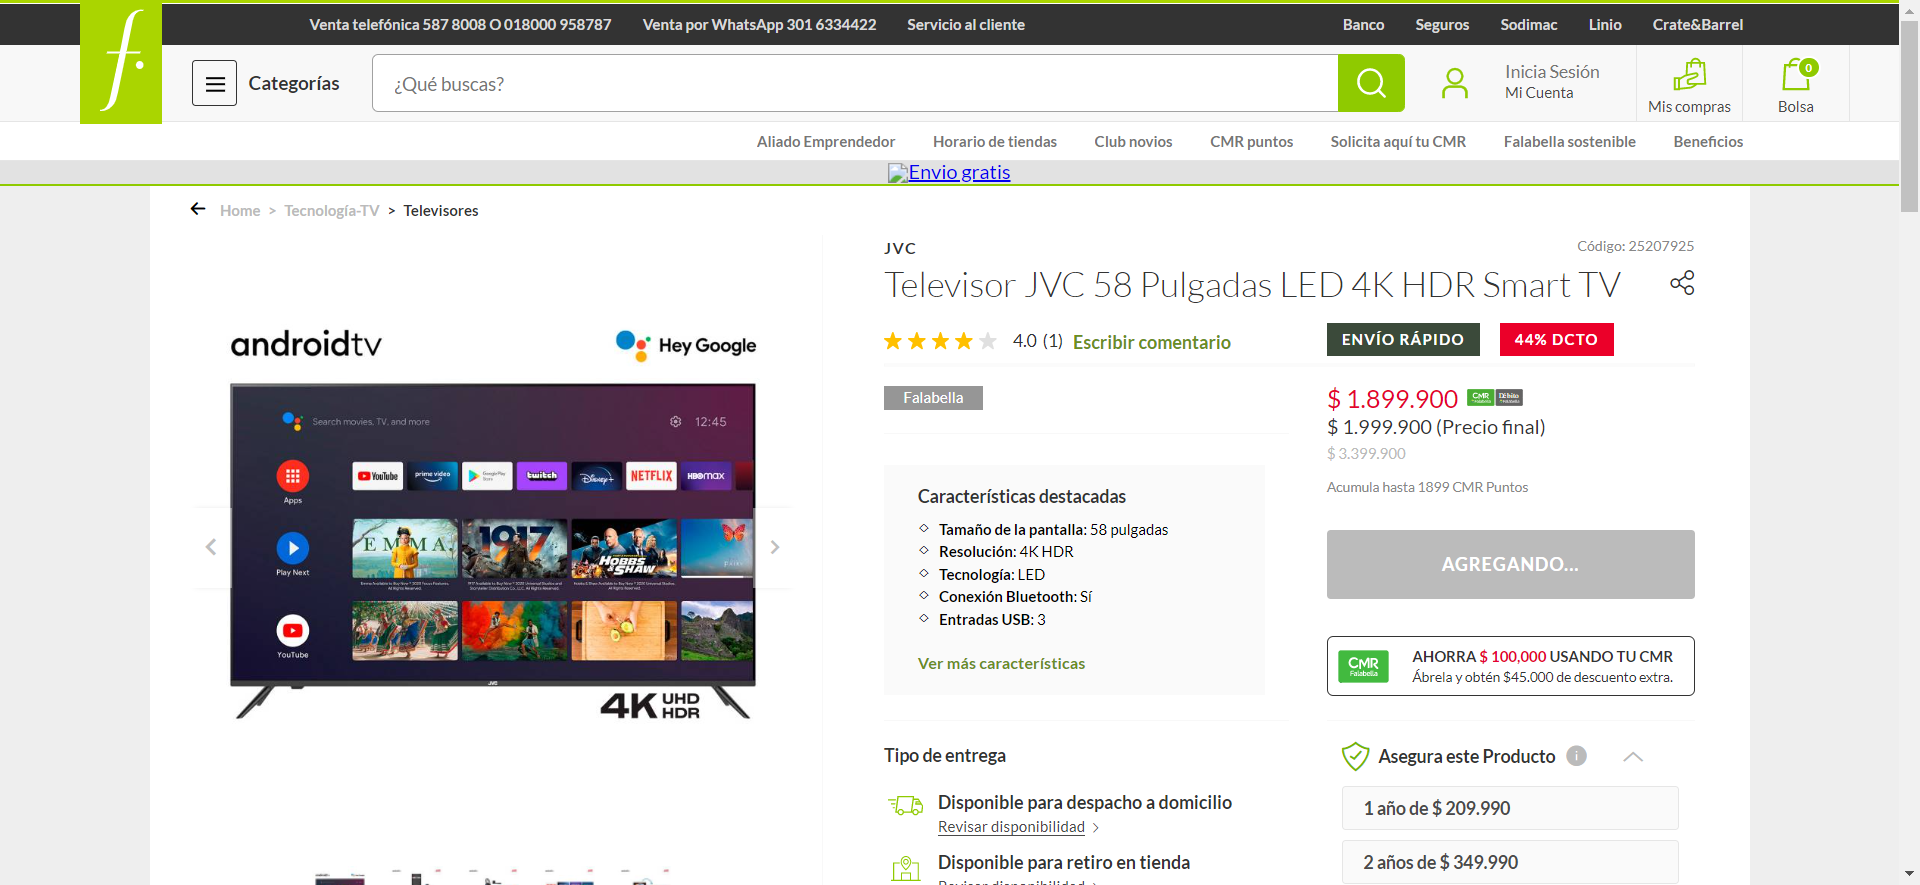 Venta telefónica 587 8008 O 018000 958787
Venta por WhatsApp 301 6334422
Servicio al cliente
Banco
Seguros
Sodimac
Linio
Crate&Barrel
f.
Categorías
¿Qué buscas?
Inicia Sesión
Mi Cuenta
Mis compras
0
Bolsa
Aliado Emprendedor
Horario de tiendas
Club novios
CMR puntos
Solicita aquí tu CMR
Falabella sostenible
Beneficios
Envio gratis
Home > Tecnología-TV > Televisores
JVC
Código: 25207925
Televisor JVC 58 Pulgadas LED 4K HDR Smart TV
4.0 (1) Escribir comentario
ENVÍO RÁPIDO
44% DCTO
androidtv
Hey Google
Search movies, TV, and more
12:45
Apps
YouTube
prime video
Google Play
twitch
Disney+
NETFLIX
HBOmax
Play Next
EMMA.
1917
HOBBS & SHAW
YouTube
JVC
4K UHD HDR
Falabella
$ 1.899.900
CMR
Débito
$ 1.999.900 (Precio final)
$ 3.399.900
Acumula hasta 1899 CMR Puntos
Características destacadas
Tamaño de la pantalla: 58 pulgadas
Resolución: 4K HDR
Tecnología: LED
Conexión Bluetooth: Sí
Entradas USB: 3
Ver más características
AGREGANDO...
CMR
Falabella
AHORRA $ 100,000 USANDO TU CMR
Ábrela y obtén $45.000 de descuento extra.
Tipo de entrega
Disponible para despacho a domicilio
Revisar disponibilidad
Disponible para retiro en tienda
Revisar disponibilidad
Asegura este Producto
i
1 año de $ 209.990
2 años de $ 349.990